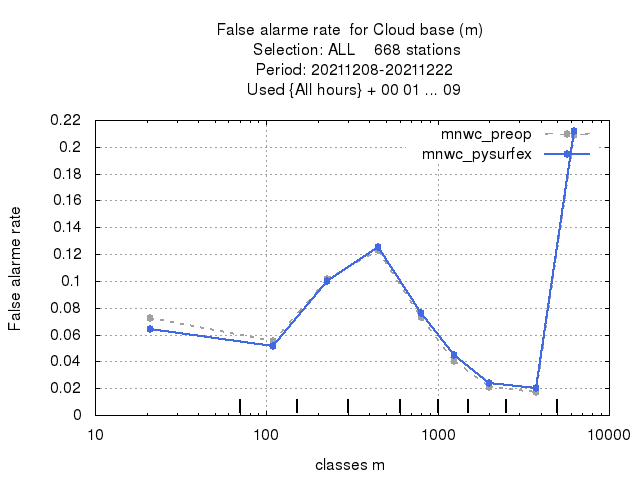 False alarme rate  for Cloud base (m)
Selection: ALL    668 stations
Period: 20211208-20211222
Used {All hours} + 00 01 ... 09
mnwc_preop
mnwc_pysurfex
False alarme rate
0.22
0.2
0.18
0.16
0.14
0.12
0.1
0.08
0.06
0.04
0.02
0
10
100
1000
10000
classes m